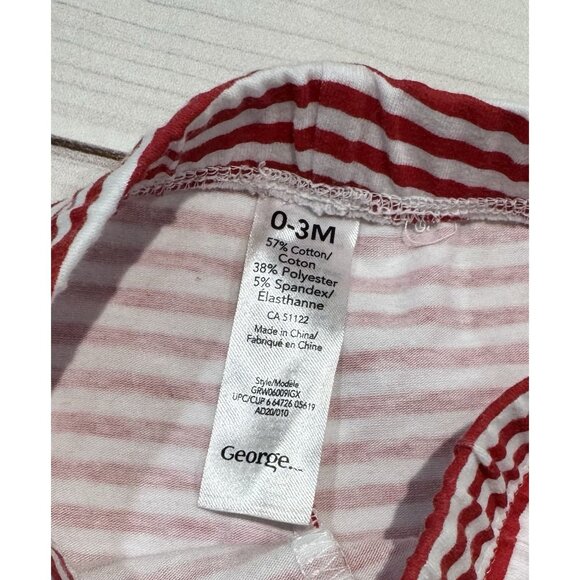 0-3M
57% Cotton/
Coton
38% Polyester
5% Spandex/
Élasthanne
CA 51122
Made in China/
Fabriqué en Chine
Style/Modèle
GRW06009IGX
UPC/CUP 6 64726 05619
AD20/010
George.